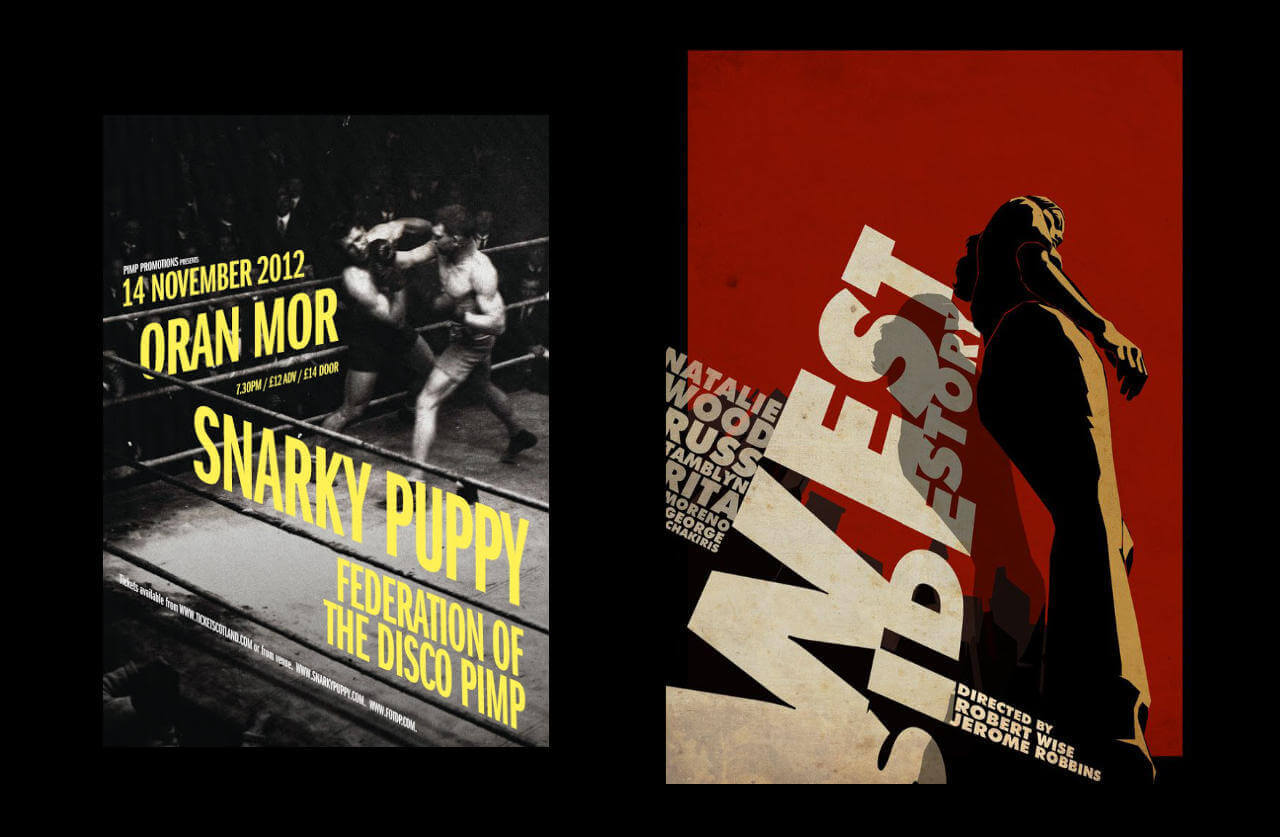 PIMP PROMOTIONS PRESENTS:
14 NOVEMBER 2012
ORAN MOR
7.30PM / £12 ADV / £14 DOOR
SNARKY PUPPY
FEDERATION OF
THE DISCO PIMP
Tickets available from WWW.TICKETSCOTLAND.COM or from venue. WWW.SNARKYPUPPY.COM. WWW.FOTDP.COM.
NATALIE
WOOD
RUSS
TAMBLYN
RITA
MORENO
GEORGE
CHAKIRIS
WEST
SIDE STORY
DIRECTED BY
ROBERT WISE
JEROME ROBBINS